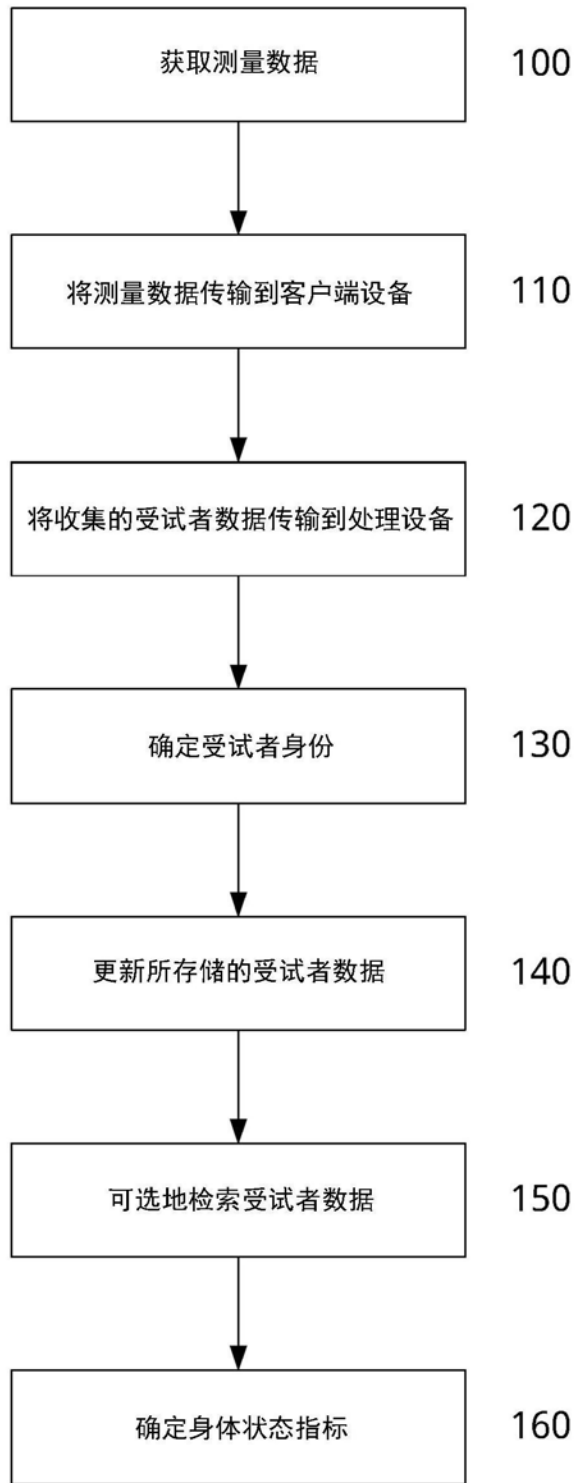 获取测量数据
100
将测量数据传输到客户端设备
110
将收集的受试者数据传输到处理设备
120
确定受试者身份
130
更新所存储的受试者数据
140
可选地检索受试者数据
150
确定身体状态指标
160